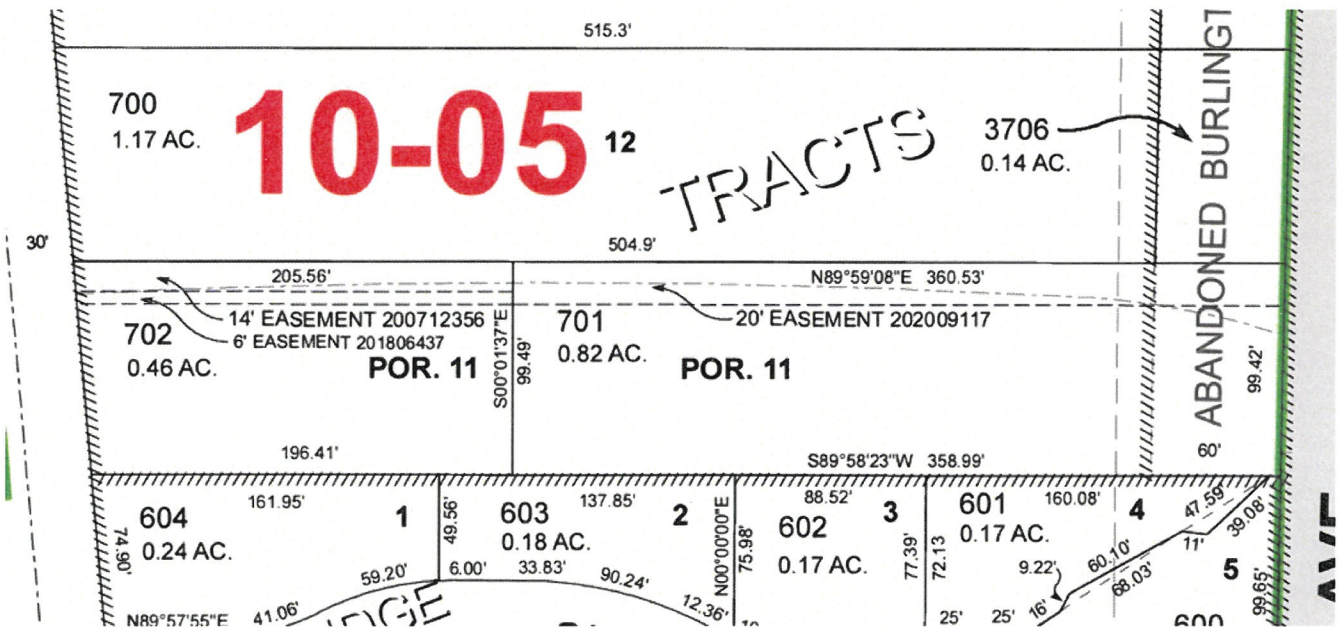 515.3'
700
1.17 AC.
10-05
12
TRACTS
3706
0.14 AC.
ABANDONED
30'
504.9'
205.56'
N89°59'08"E 360.53'
14' EASEMENT 200712356
6' EASEMENT 201806437
20' EASEMENT 202009117
702
0.46 AC.
POR. 11
S00°01'37"E
99.49'
701
0.82 AC.
POR. 11
99.42'
60'
196.41'
S89°58'23"W 358.99'
604
0.24 AC.
161.95'
1
74.90'
49.56'
603
0.18 AC.
137.85'
2
N00°00'00"E
75.98'
88.52'
602
0.17 AC.
3
77.39'
72.13
601
0.17 AC.
160.08'
4
47.59'
39.08'
11'
60.10'
68.03'
9.22'
16'
5
99.65'
59.20'
6.00'
33.83'
90.24'
12.36'
41.06'
N89°57'55"E
25'
25'